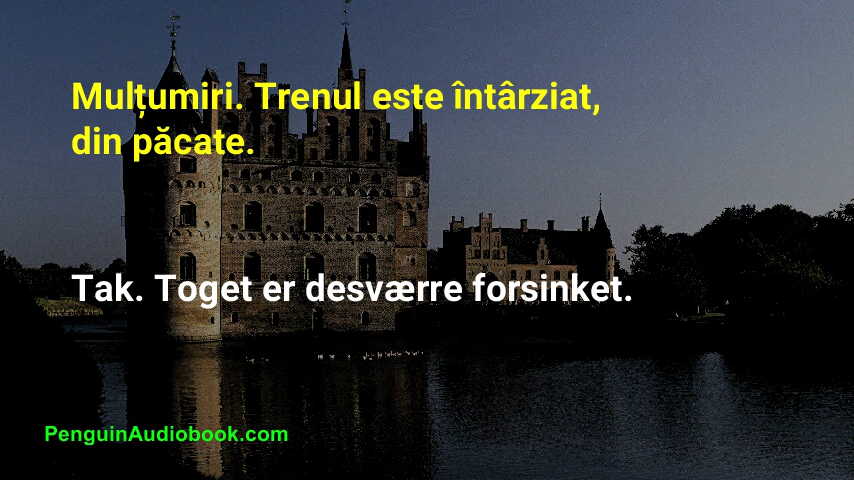 Mulțumiri. Trenul este întârziat,
din păcate.
Tak. Toget er desværre forsinket.
PenguinAudiobook.com